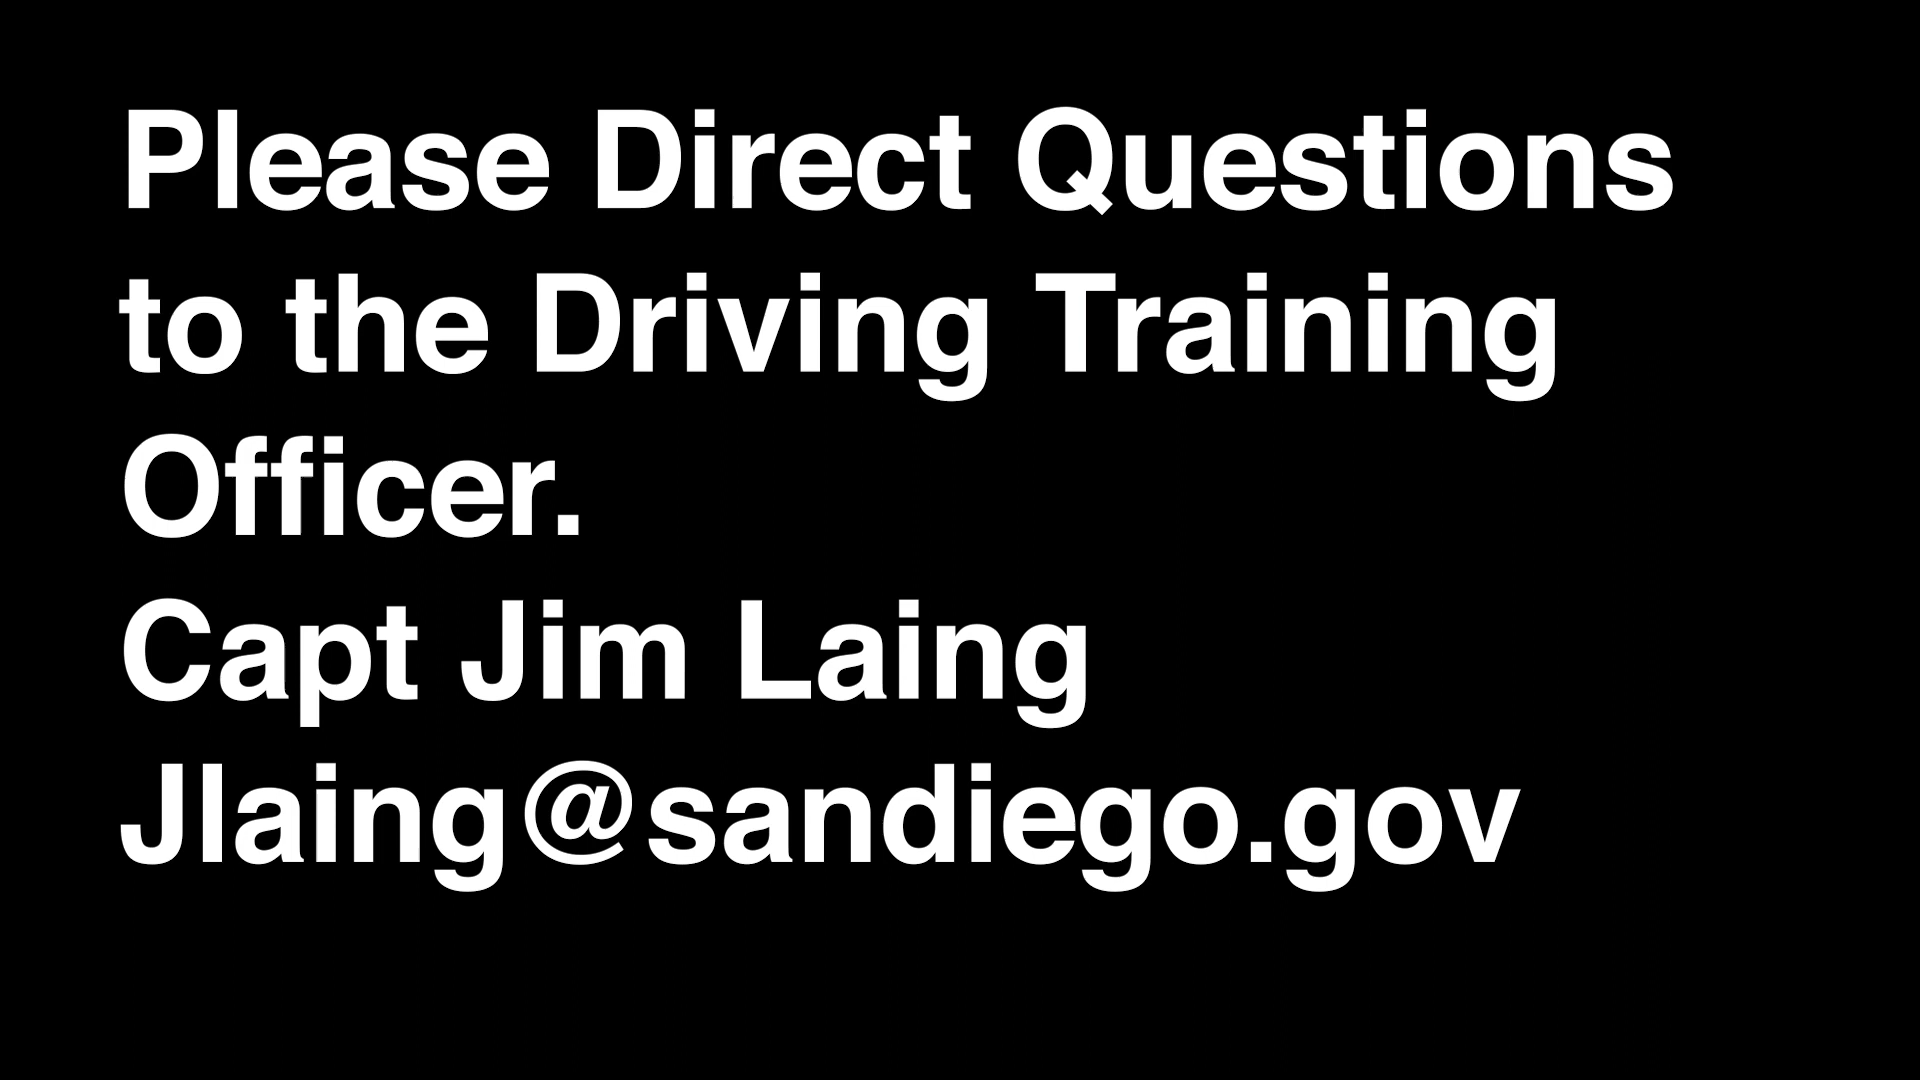 Please Direct Questions
to the Driving Training
Officer.
Capt Jim Laing
Jlaing@sandiego.gov